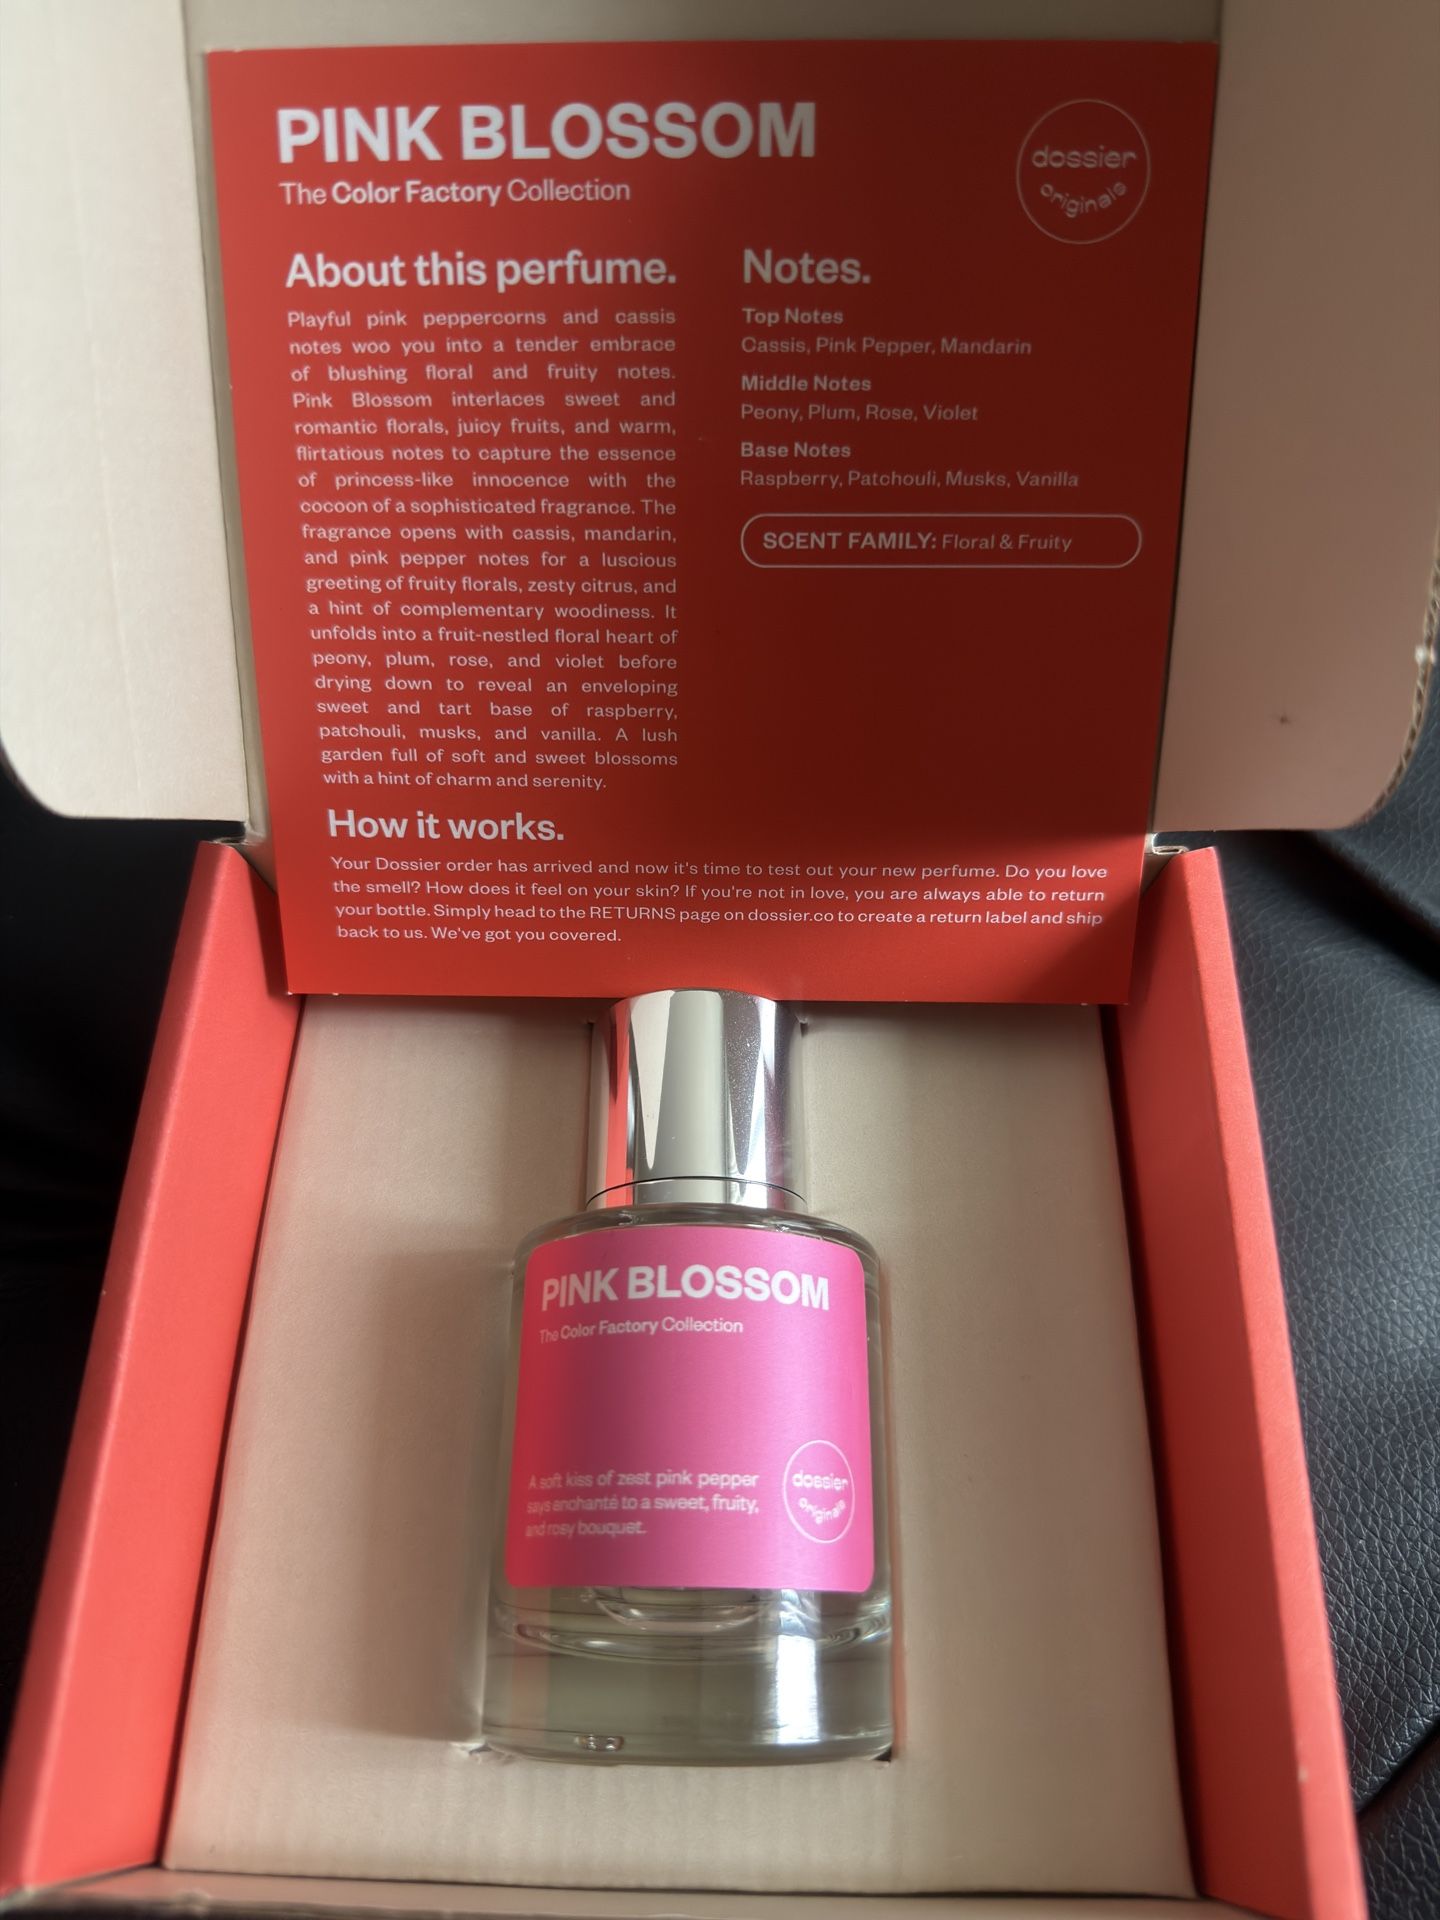 PINK BLOSSOM
The Color Factory Collection
dossier
originals
About this perfume.
Playful pink peppercorns and cassis
notes woo you into a tender embrace
of blushing floral and fruity notes.
Pink Blossom interlaces sweet and
romantic florals, juicy fruits, and warm,
flirtatious notes to capture the essence
of princess-like innocence with the
cocoon of a sophisticated fragrance. The
fragrance opens with cassis, mandarin,
and pink pepper notes for a luscious
greeting of fruity florals, zesty citrus, and
a hint of complementary woodiness. It
unfolds into a fruit-nestled floral heart of
peony, plum, rose, and violet before
drying down to reveal an enveloping
sweet and tart base of raspberry,
patchouli, musks, and vanilla. A lush
garden full of soft and sweet blossoms
with a hint of charm and serenity.
Notes.
Top Notes
Cassis, Pink Pepper, Mandarin
Middle Notes
Peony, Plum, Rose, Violet
Base Notes
Raspberry, Patchouli, Musks, Vanilla
SCENT FAMILY: Floral & Fruity
How it works.
Your Dossier order has arrived and now it's time to test out your new perfume. Do you love
the smell? How does it feel on your skin? If you're not in love, you are always able to return
your bottle. Simply head to the RETURNS page on dossier.co to create a return label and ship
back to us. We've got you covered.
PINK BLOSSOM
The Color Factory Collection
A soft kiss of zest pink pepper
says enchanté to a sweet, fruity,
and rosy bouquet.
dossier
originals